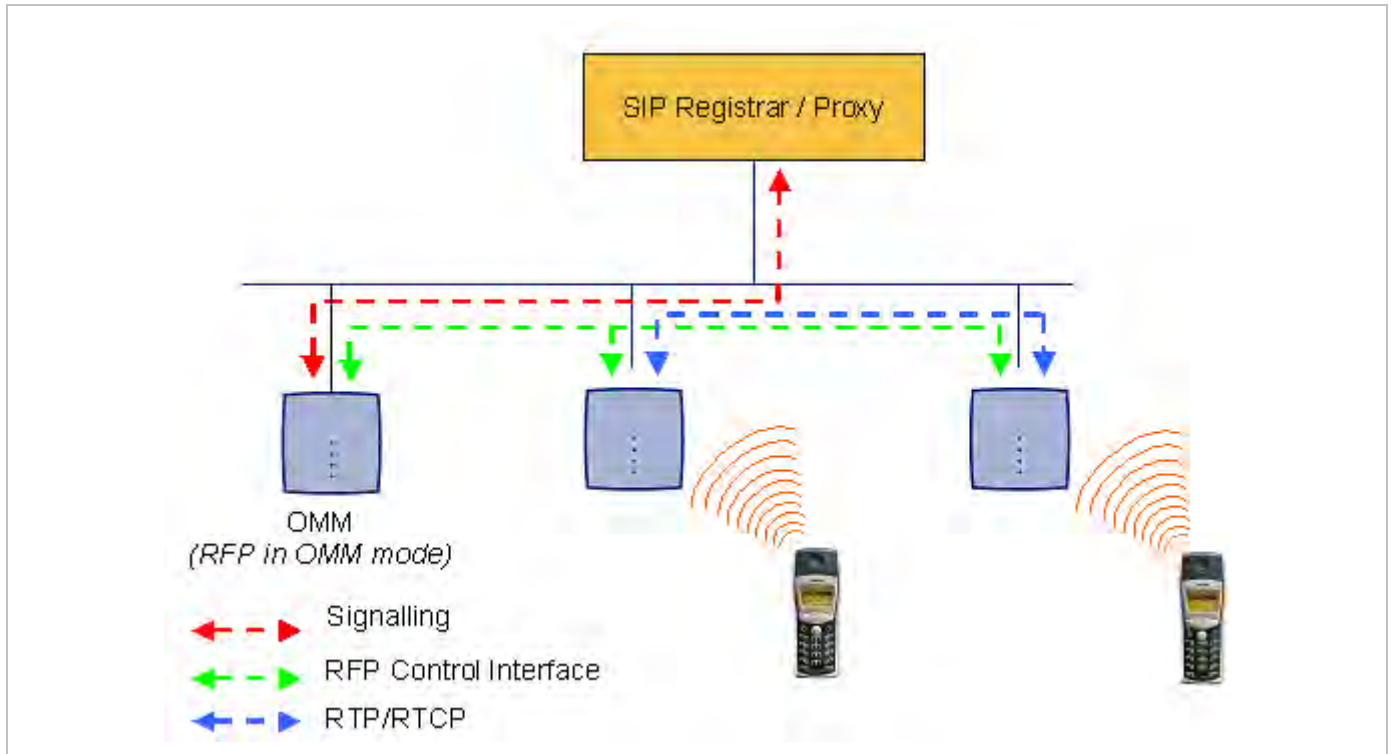 SIP Registrar / Proxy
OMM
(RFP in OMM mode)
Signalling
RFP Control Interface
RTP/RTCP